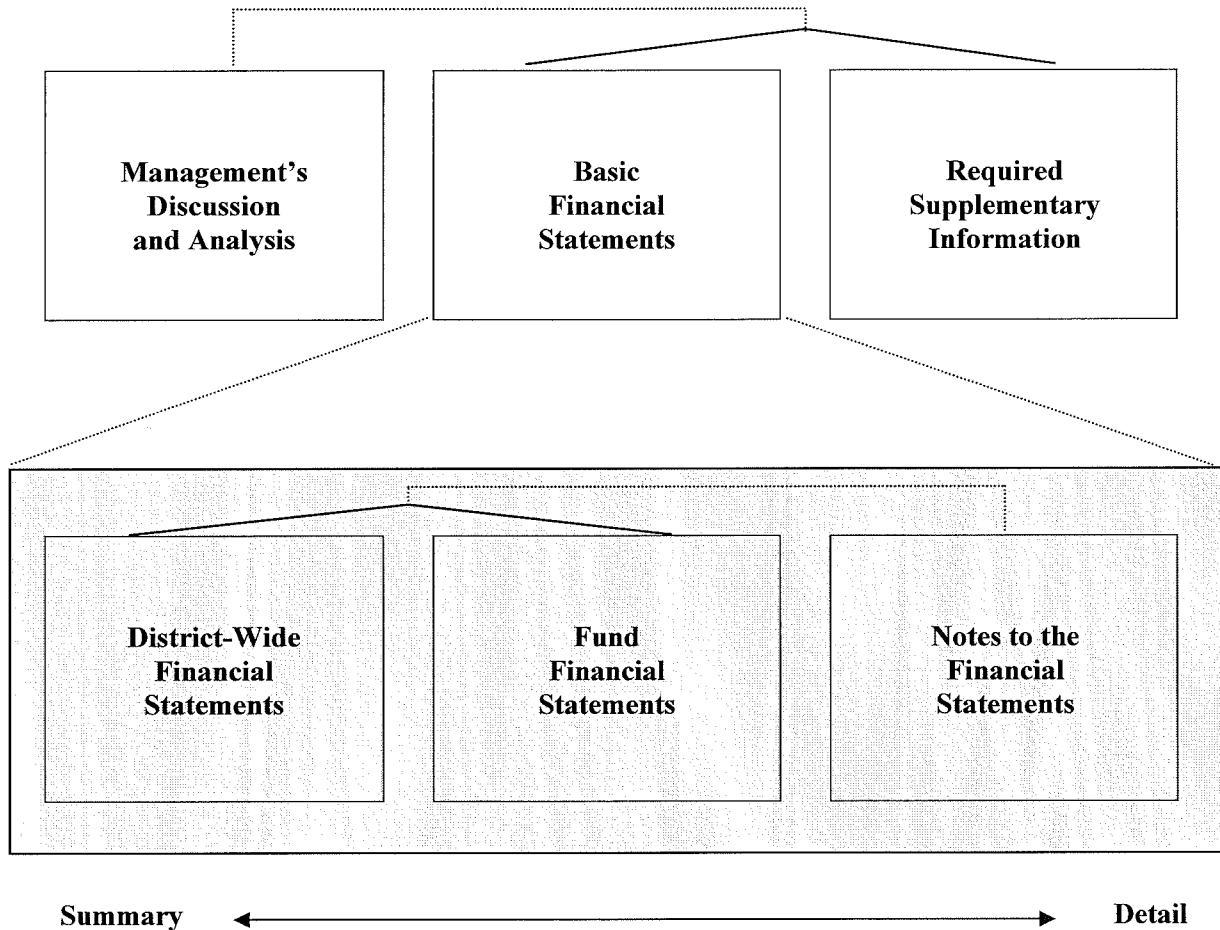 Management’s
Discussion
and Analysis
Basic
Financial
Statements
Required
Supplementary
Information
District-Wide
Financial
Statements
Fund
Financial
Statements
Notes to the
Financial
Statements
Summary
Detail